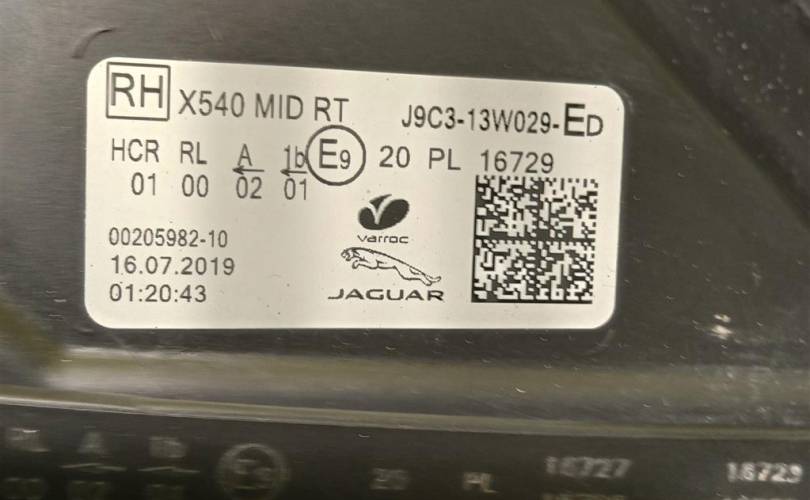 RH X540 MID RT J9C3-13W029-ED
HCR RL A 1b E9 20 PL 16729
01 00 02 01
varroc
00205982-10
16.07.2019
JAGUAR
01:20:43
A 1b E9 20 PL 16727 16729